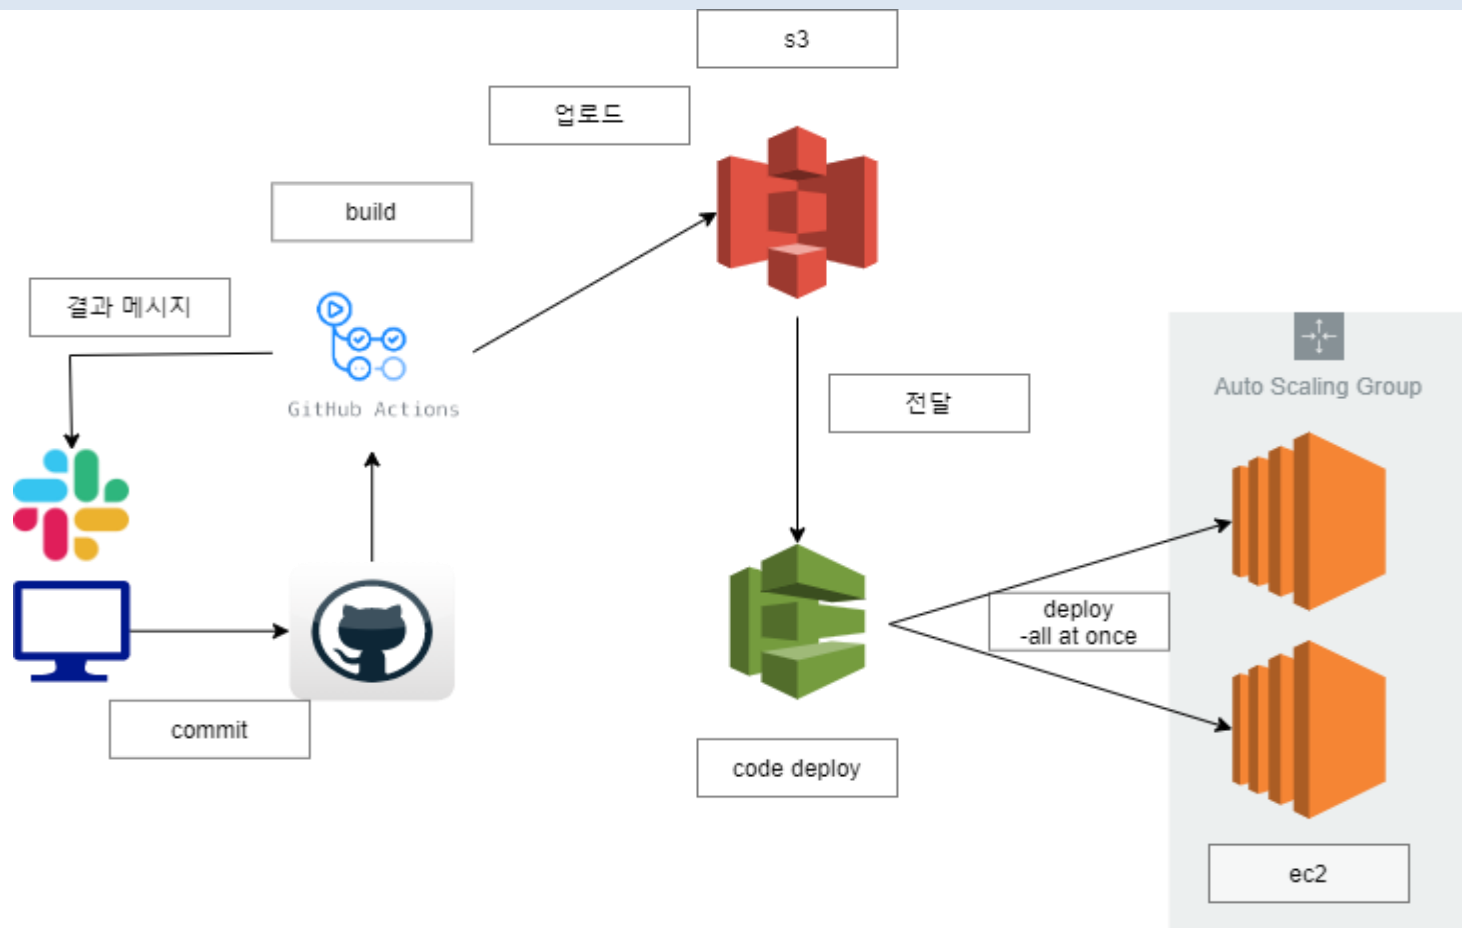 s3
업로드
build
결과 메시지
GitHub Actions
전달
Auto Scaling Group
deploy
-all at once
commit
code deploy
ec2